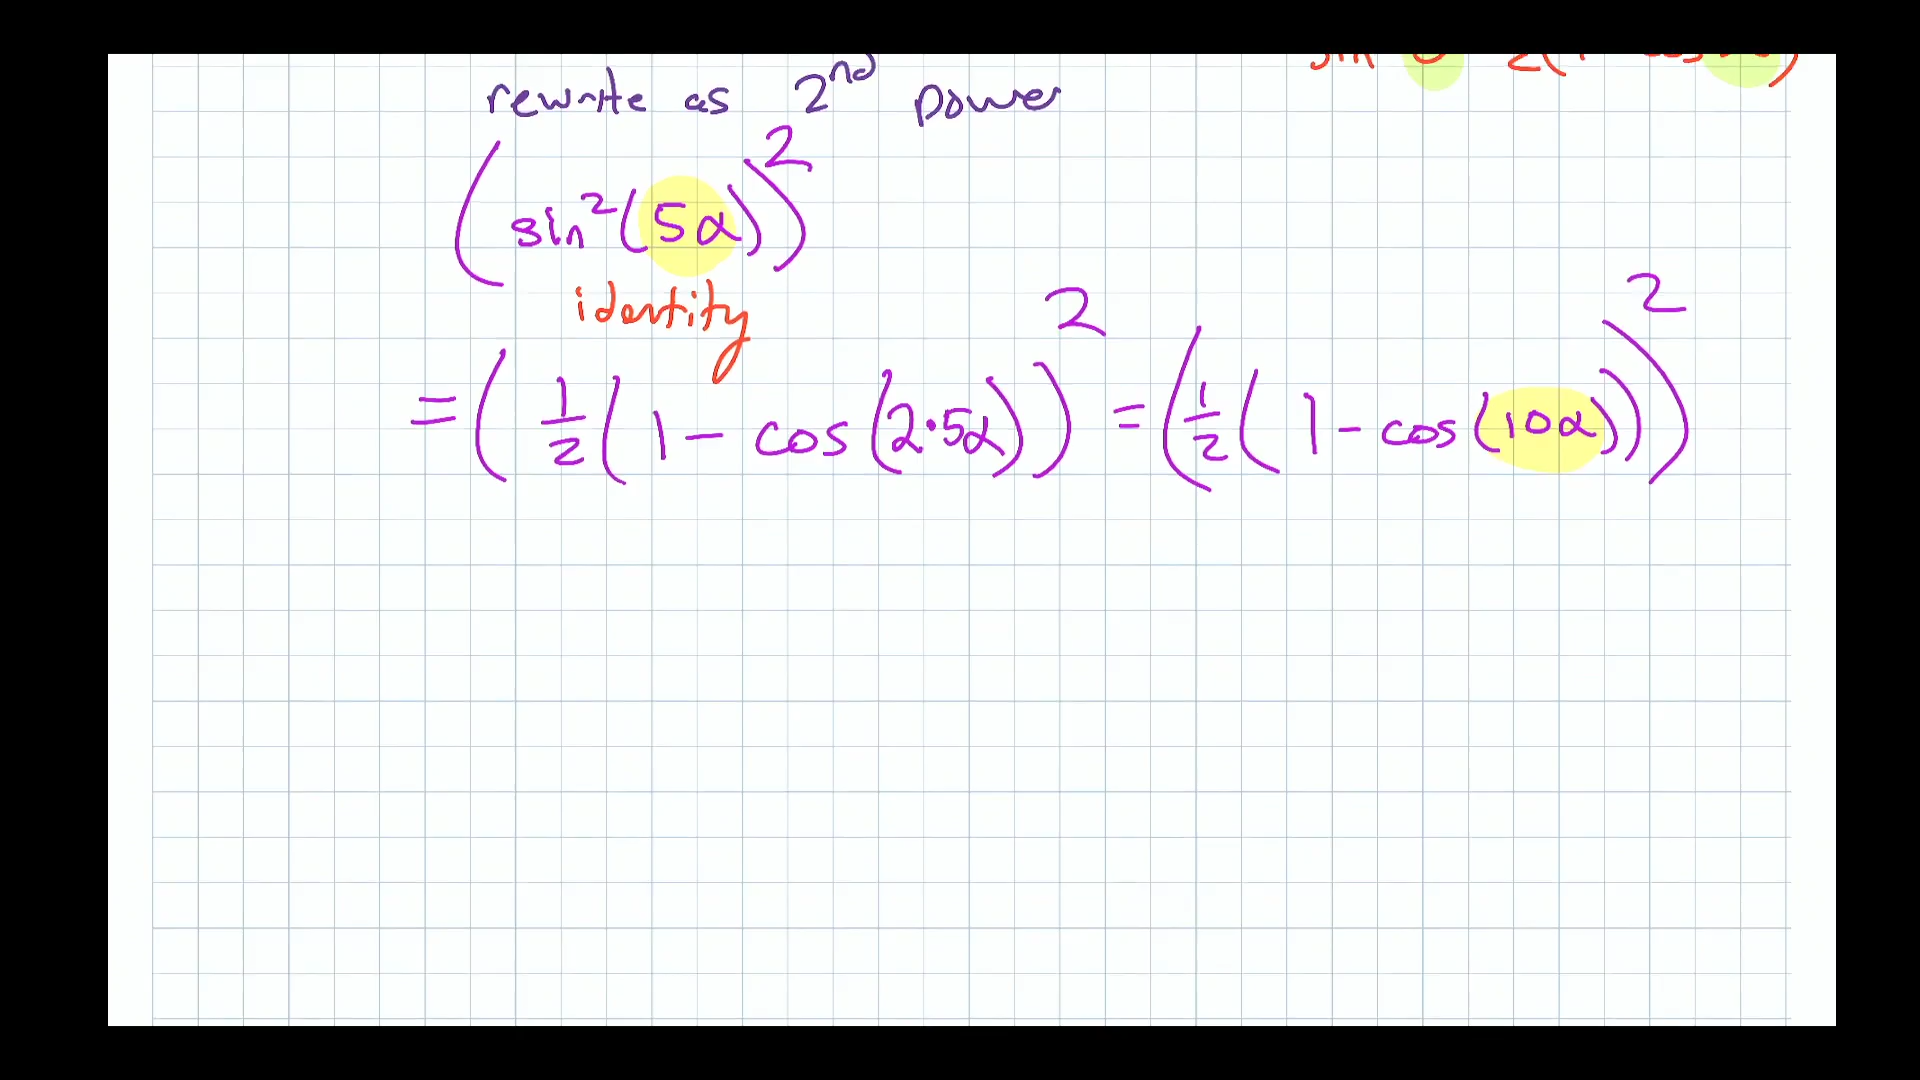 rewrite as 2nd power
(sin²(5α))²
identity
= (½(1 - cos(2·5α))² = (½(1 - cos(10α)))²